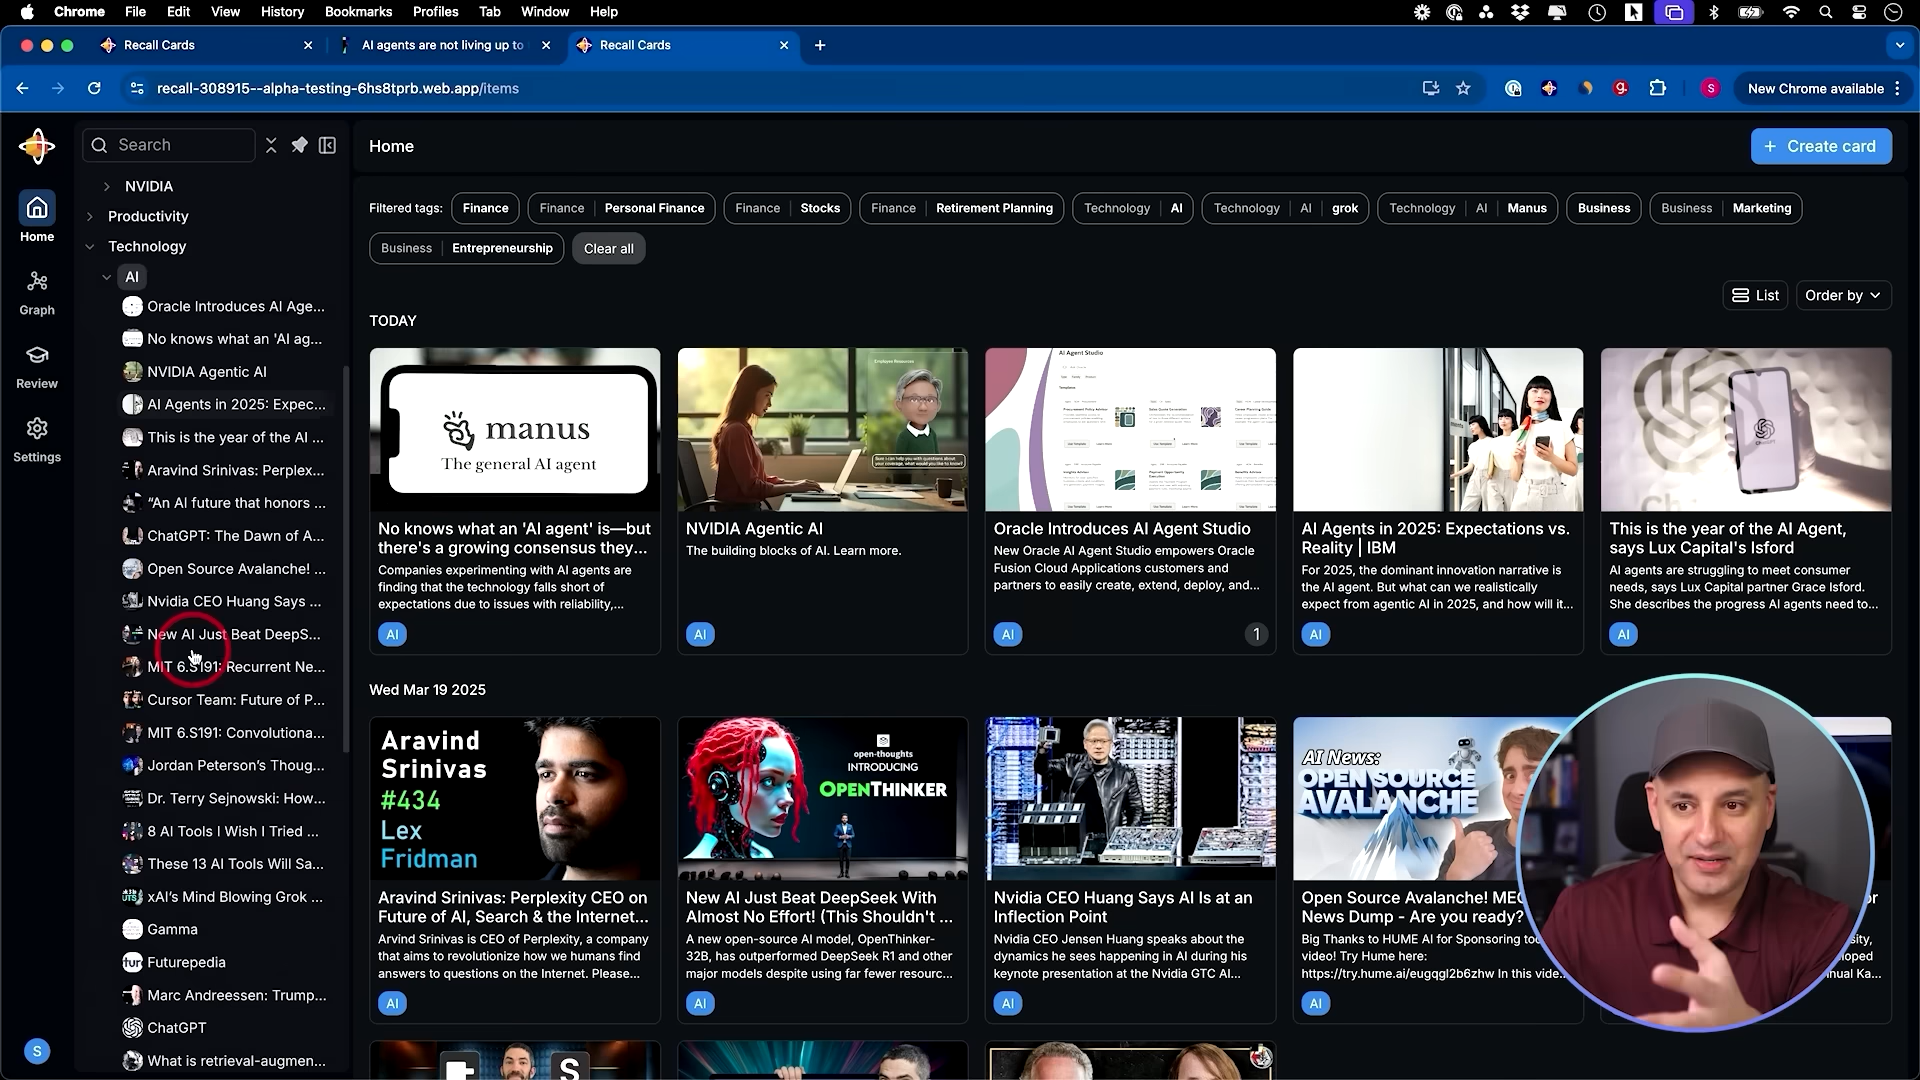 Chrome File Edit View History Bookmarks Profiles Tab Window Help
Recall Cards
AI agents are not living up to
Recall Cards
recall-308915--alpha-testing-6hs8tprb.web.app/items
New Chrome available
Search
Home
Create card
NVIDIA
Productivity
Technology
AI
Oracle Introduces AI Age...
No knows what an 'AI ag...
NVIDIA Agentic AI
AI Agents in 2025: Expec...
This is the year of the AI ...
Aravind Srinivas: Perplex...
“An AI future that honors ...
ChatGPT: The Dawn of A...
Open Source Avalanche! ...
Nvidia CEO Huang Says ...
New AI Just Beat DeepS...
MIT 6.S191: Recurrent Ne...
Cursor Team: Future of P...
MIT 6.S191: Convolutiona...
Jordan Peterson’s Thoug...
Dr. Terry Sejnowski: How...
8 AI Tools I Wish I Tried ...
These 13 AI Tools Will Sa...
xAI’s Mind Blowing Grok ...
Gamma
Futurepedia
Marc Andreessen: Trump...
ChatGPT
What is retrieval-augmen...
Home
Graph
Review
Settings
S
Filtered tags: Finance Finance Personal Finance Finance Stocks Finance Retirement Planning Technology AI Technology AI grok Technology AI Manus Business Business Marketing
Business Entrepreneurship Clear all
List Order by
TODAY
manus
The general AI agent
No knows what an 'AI agent' is—but
there's a growing consensus they...
Companies experimenting with AI agents are
finding that the technology falls short of
expectations due to issues with reliability,...
AI
NVIDIA Agentic AI
The building blocks of AI. Learn more.
AI
AI Agent Studio
Oracle Introduces AI Agent Studio
New Oracle AI Agent Studio empowers Oracle
Fusion Cloud Applications customers and
partners to easily create, extend, deploy, and...
AI 1
AI Agents in 2025: Expectations vs.
Reality | IBM
For 2025, the dominant innovation narrative is
the AI agent. But what can we realistically
expect from agentic AI in 2025, and how will it...
AI
This is the year of the AI Agent,
says Lux Capital's Isford
AI agents are struggling to meet consumer
needs, says Lux Capital partner Grace Isford.
She describes the progress AI agents need to...
AI
Wed Mar 19 2025
Aravind
Srinivas
#434
Lex
Fridman
Aravind Srinivas: Perplexity CEO on
Future of AI, Search & the Internet...
Arvind Srinivas is CEO of Perplexity, a company
that aims to revolutionize how we humans find
answers to questions on the Internet. Please...
AI
open-thoughts
INTRODUCING
OPENTHINKER
New AI Just Beat DeepSeek With
Almost No Effort! (This Shouldn't ...
A new open-source AI model, OpenThinker-
32B, has outperformed DeepSeek R1 and other
major models despite using far fewer resourc...
AI
Nvidia CEO Huang Says AI Is at an
Inflection Point
Nvidia CEO Jensen Huang speaks about the
dynamics he sees happening in AI during his
keynote presentation at the Nvidia GTC AI...
AI
AI News:
OPEN SOURCE
AVALANCHE
Open Source Avalanche!
News Dump - Are you ready?
Big Thanks to HUME AI for Sponsoring
video! Try Hume here:
https://try.hume.ai/eugqgl2b6zhw In this vide...
AI